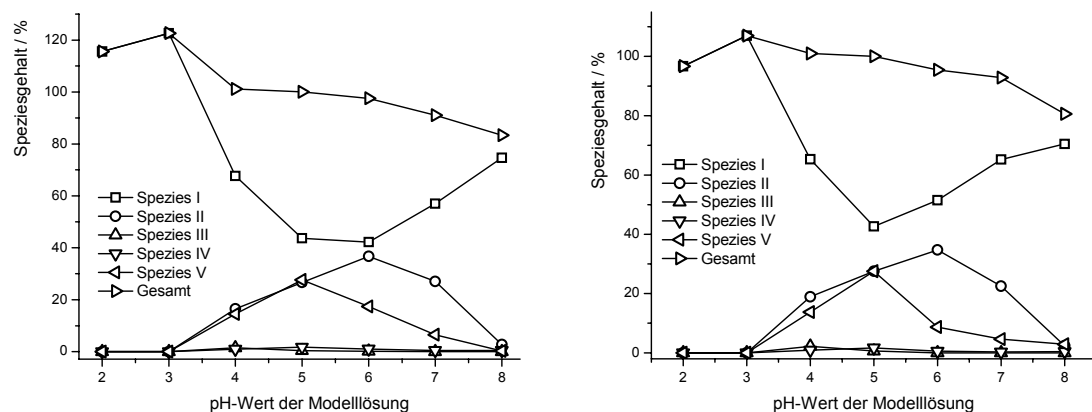 Speziesgehalt / %
120
100
80
60
40
20
0
Spezies I
Spezies II
Spezies III
Spezies IV
Spezies V
Gesamt
2 3 4 5 6 7 8
pH-Wert der Modelllösung
Speziesgehalt / %
100
80
60
40
20
0
Spezies I
Spezies II
Spezies III
Spezies IV
Spezies V
Gesamt
2 3 4 5 6 7 8
pH-Wert der Modelllösung